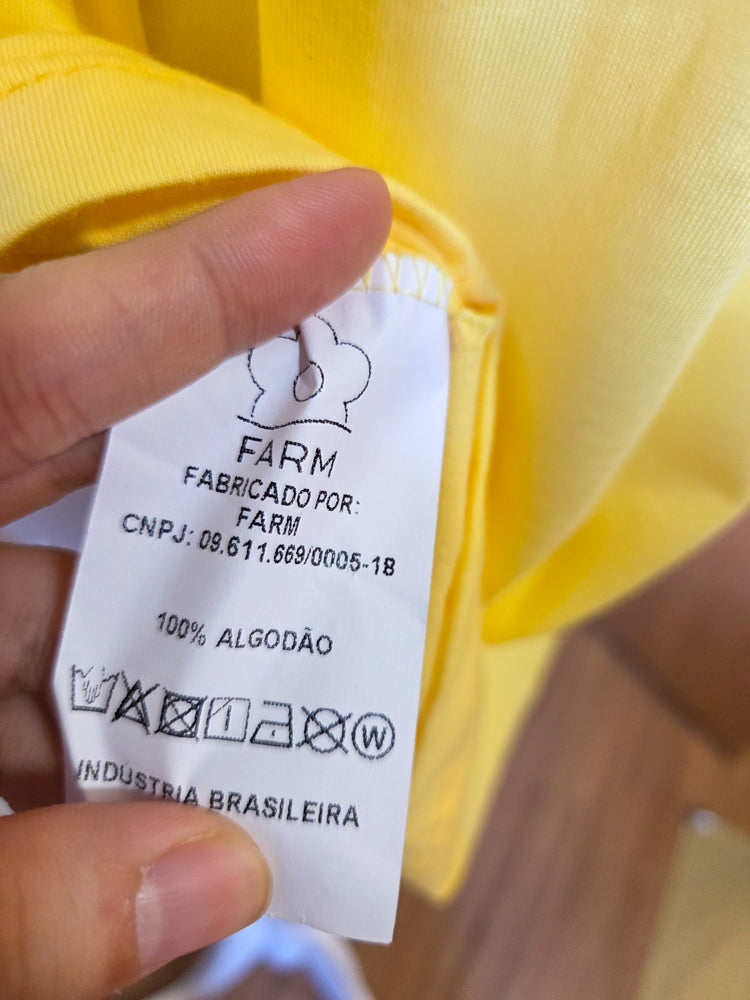 FARM
FABRICADO POR:
FARM
CNPJ: 09.611.669/0005-18
100% ALGODÃO
W
INDÚSTRIA BRASILEIRA